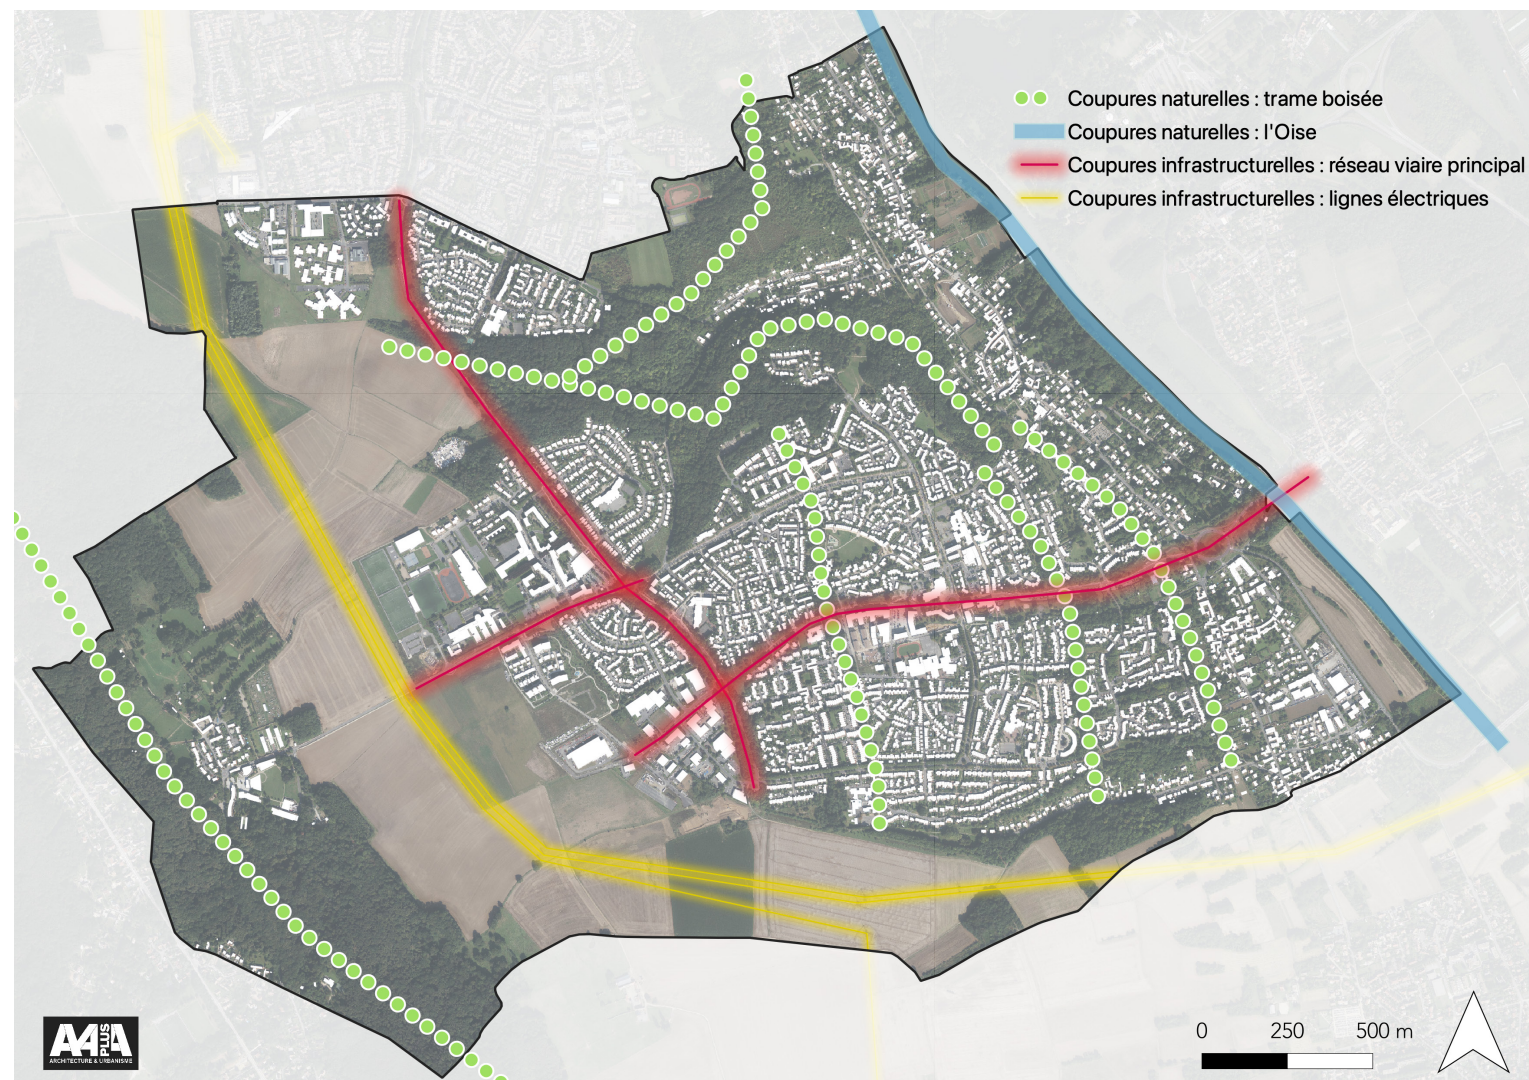 Coupures naturelles : trame boisée
Coupures naturelles : l'Oise
Coupures infrastructurelles : réseau viaire principal
Coupures infrastructurelles : lignes électriques
0 250 500 m
A4 PLUS A
ARCHITECTURE & URBANISME